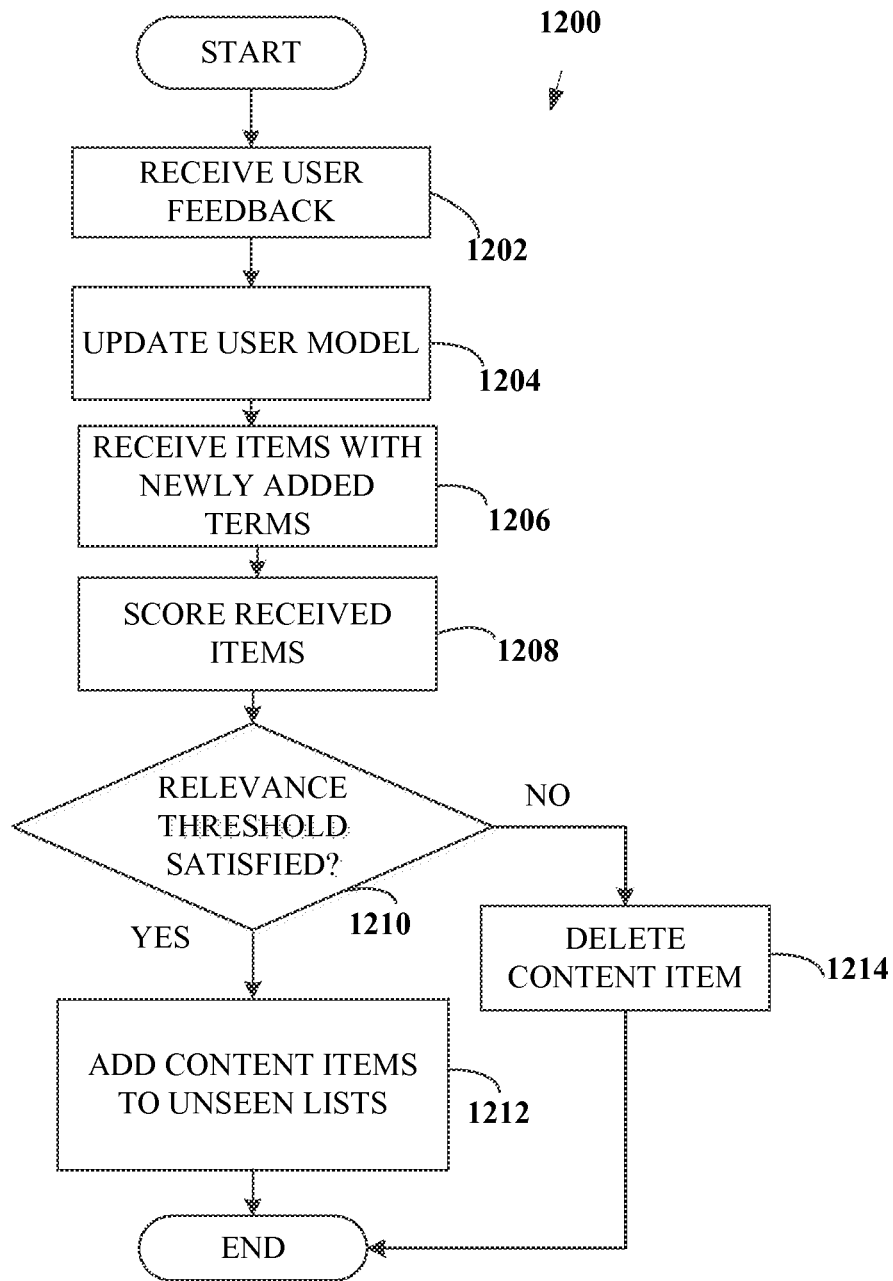 1200
START
RECEIVE USER
FEEDBACK
1202
UPDATE USER MODEL
1204
RECEIVE ITEMS WITH
NEWLY ADDED
TERMS
1206
SCORE RECEIVED
ITEMS
1208
RELEVANCE
THRESHOLD
SATISFIED?
1210
NO
YES
DELETE
CONTENT ITEM
1214
ADD CONTENT ITEMS
TO UNSEEN LISTS
1212
END